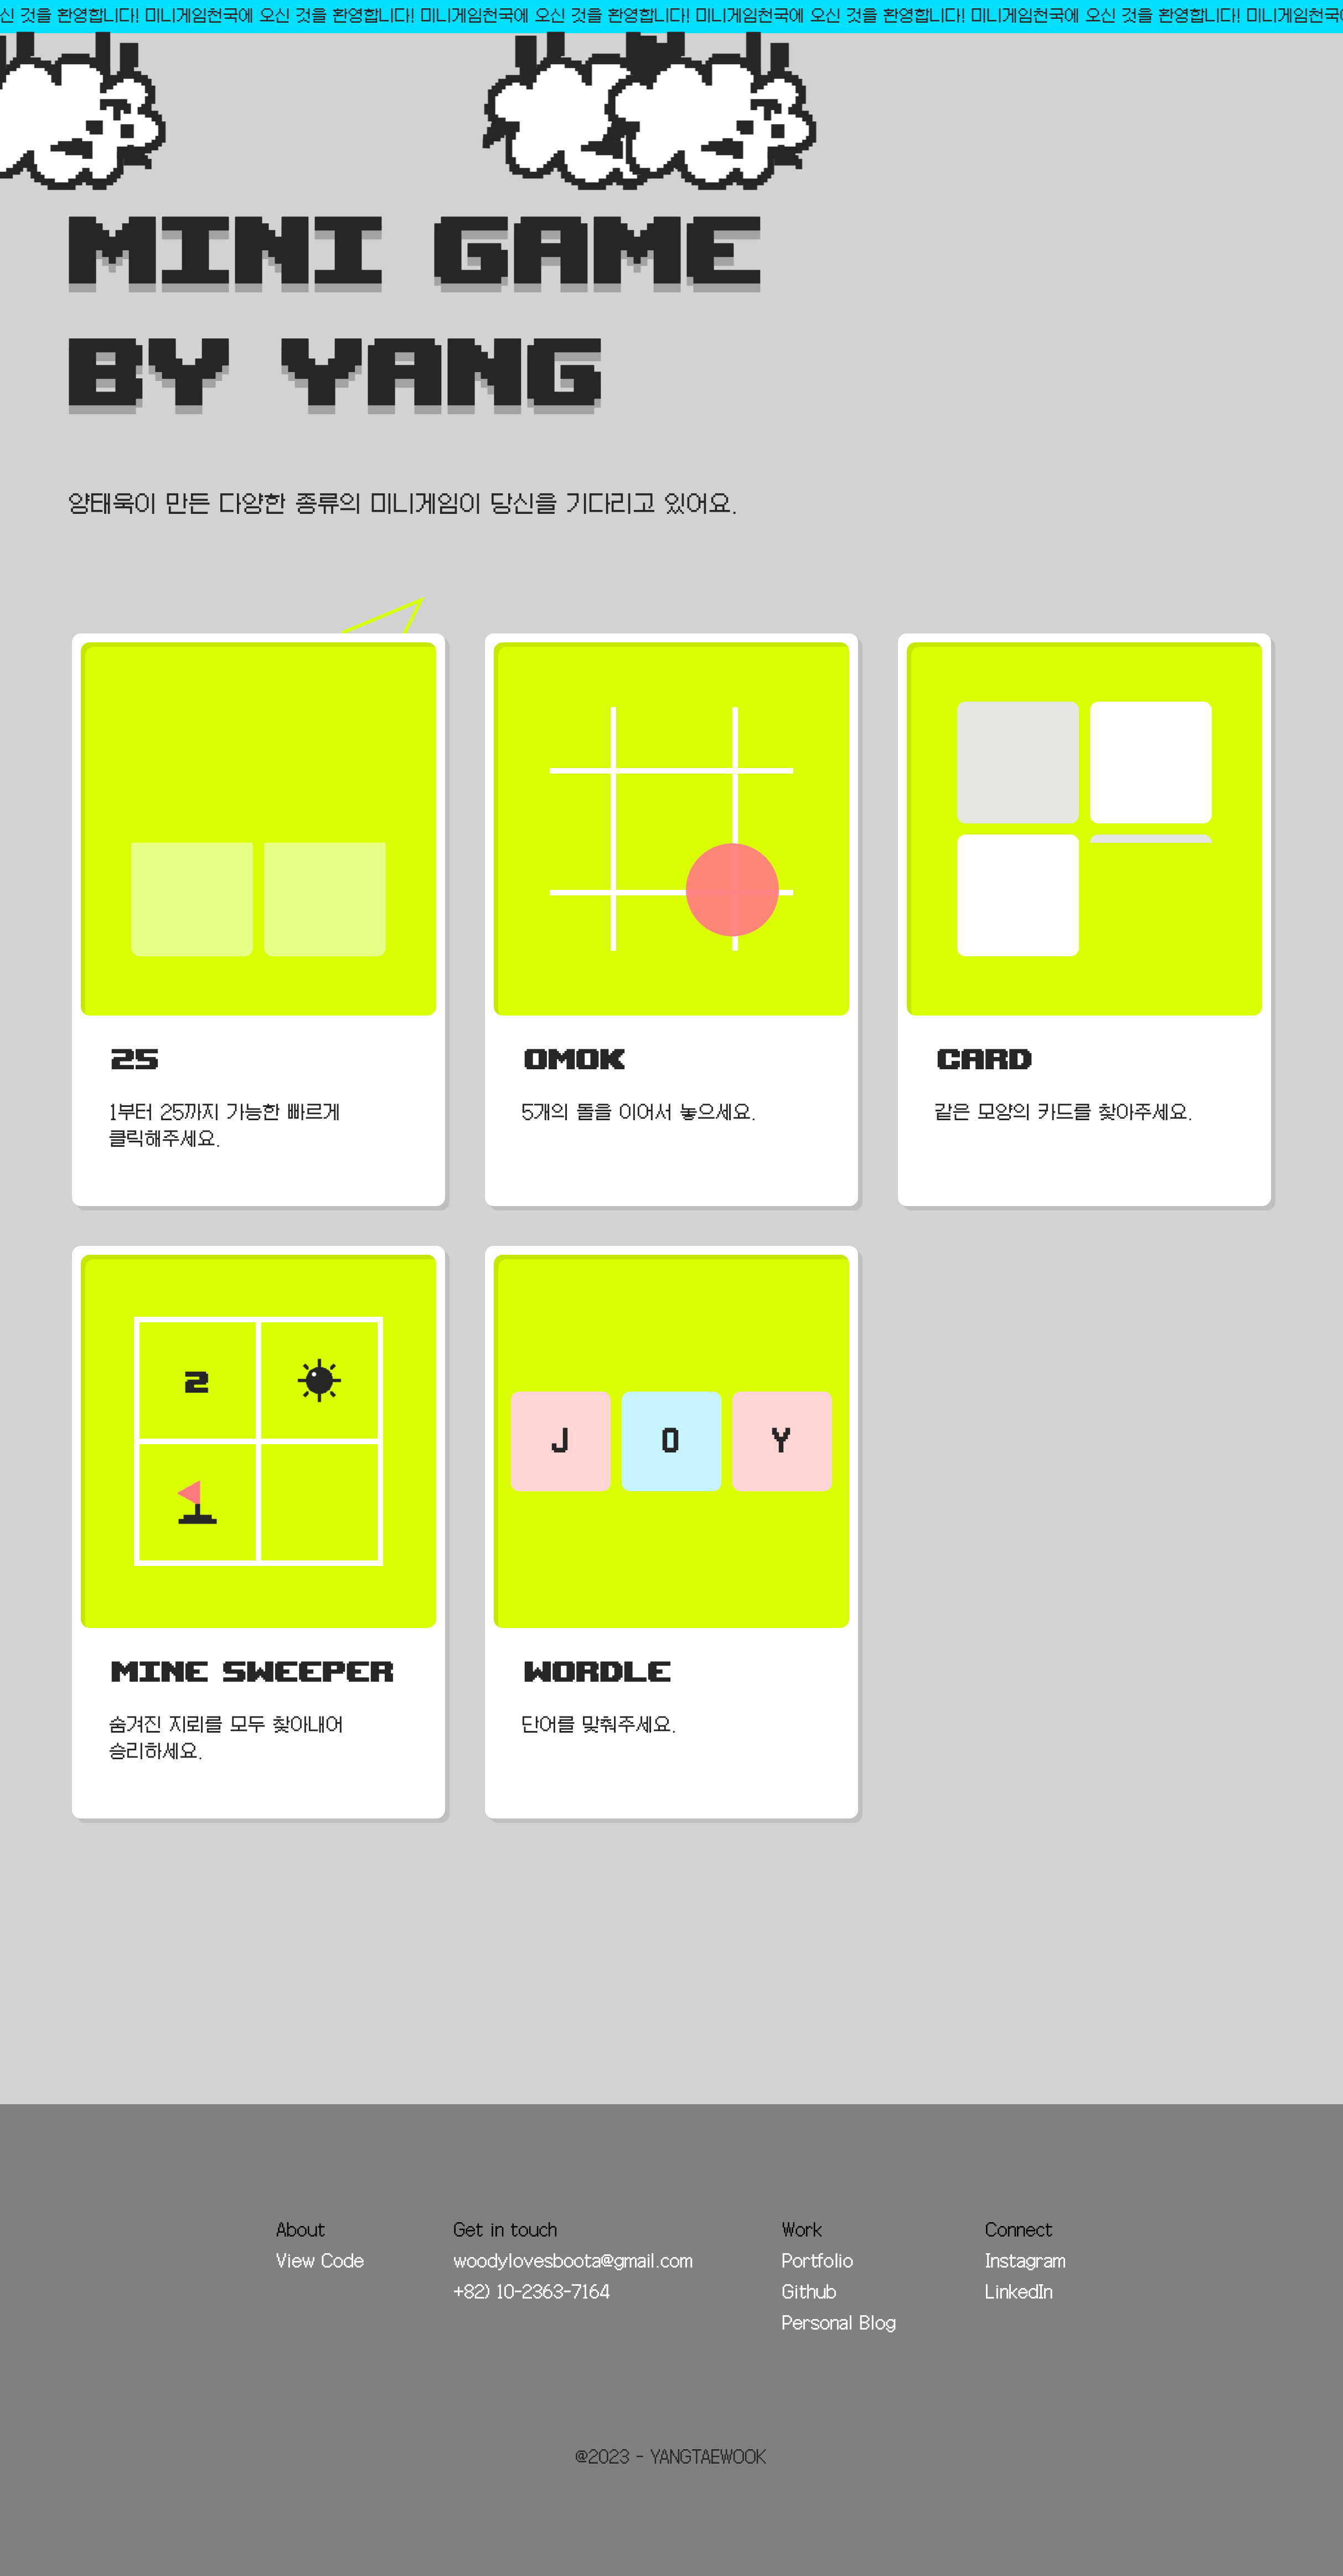 신 것을 환영합니다! 미니게임천국에 오신 것을 환영합니다! 미니게임천국에 오신 것을 환영합니다! 미니게임천국에 오신 것을 환영합니다! 미니게임천국에 오신 것을 환영합니다! 미니게임천국에
MINI GAME
BY YANG
양태욱이 만든 다양한 종류의 미니게임이 당신을 기다리고 있어요.
25
1부터 25까지 가능한 빠르게
클릭해주세요.
OMOK
5개의 돌을 이어서 놓으세요.
CARD
같은 모양의 카드를 찾아주세요.
2
MINE SWEEPER
숨겨진 지뢰를 모두 찾아내어
승리하세요.
J O Y
WORDLE
단어를 맞춰주세요.
About
View Code
Get in touch
woodylovesboota@gmail.com
+82) 10-2363-7164
Work
Portfolio
Github
Personal Blog
Connect
Instagram
LinkedIn
@2023 - YANGTAEWOOK